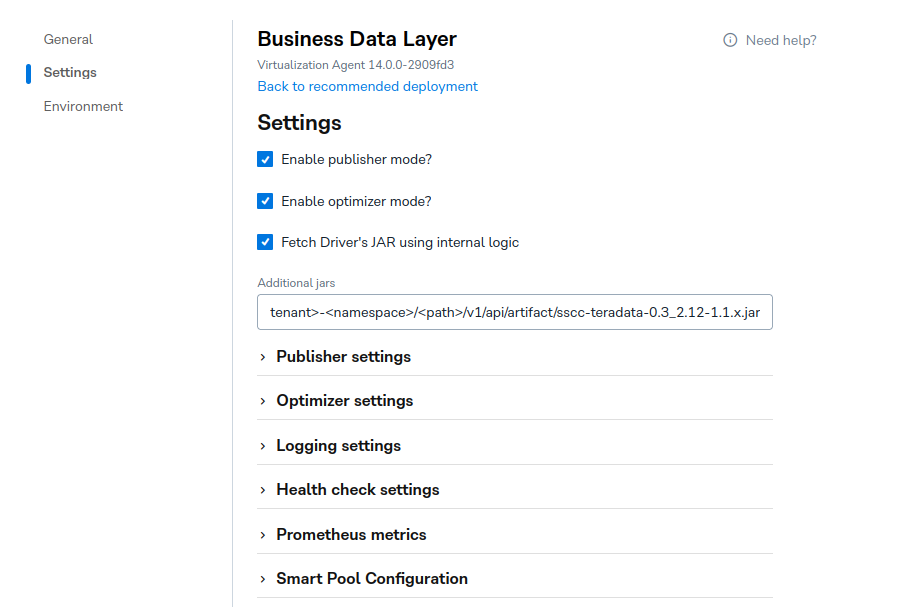 General
Settings
Environment
Business Data Layer
Need help?
Virtualization Agent 14.0.0-2909fd3
Back to recommended deployment
Settings
Enable publisher mode?
Enable optimizer mode?
Fetch Driver's JAR using internal logic
Additional jars
tenant>-<namespace>/<path>/v1/api/artifact/sscc-teradata-0.3_2.12-1.1.x.jar
Publisher settings
Optimizer settings
Logging settings
Health check settings
Prometheus metrics
Smart Pool Configuration